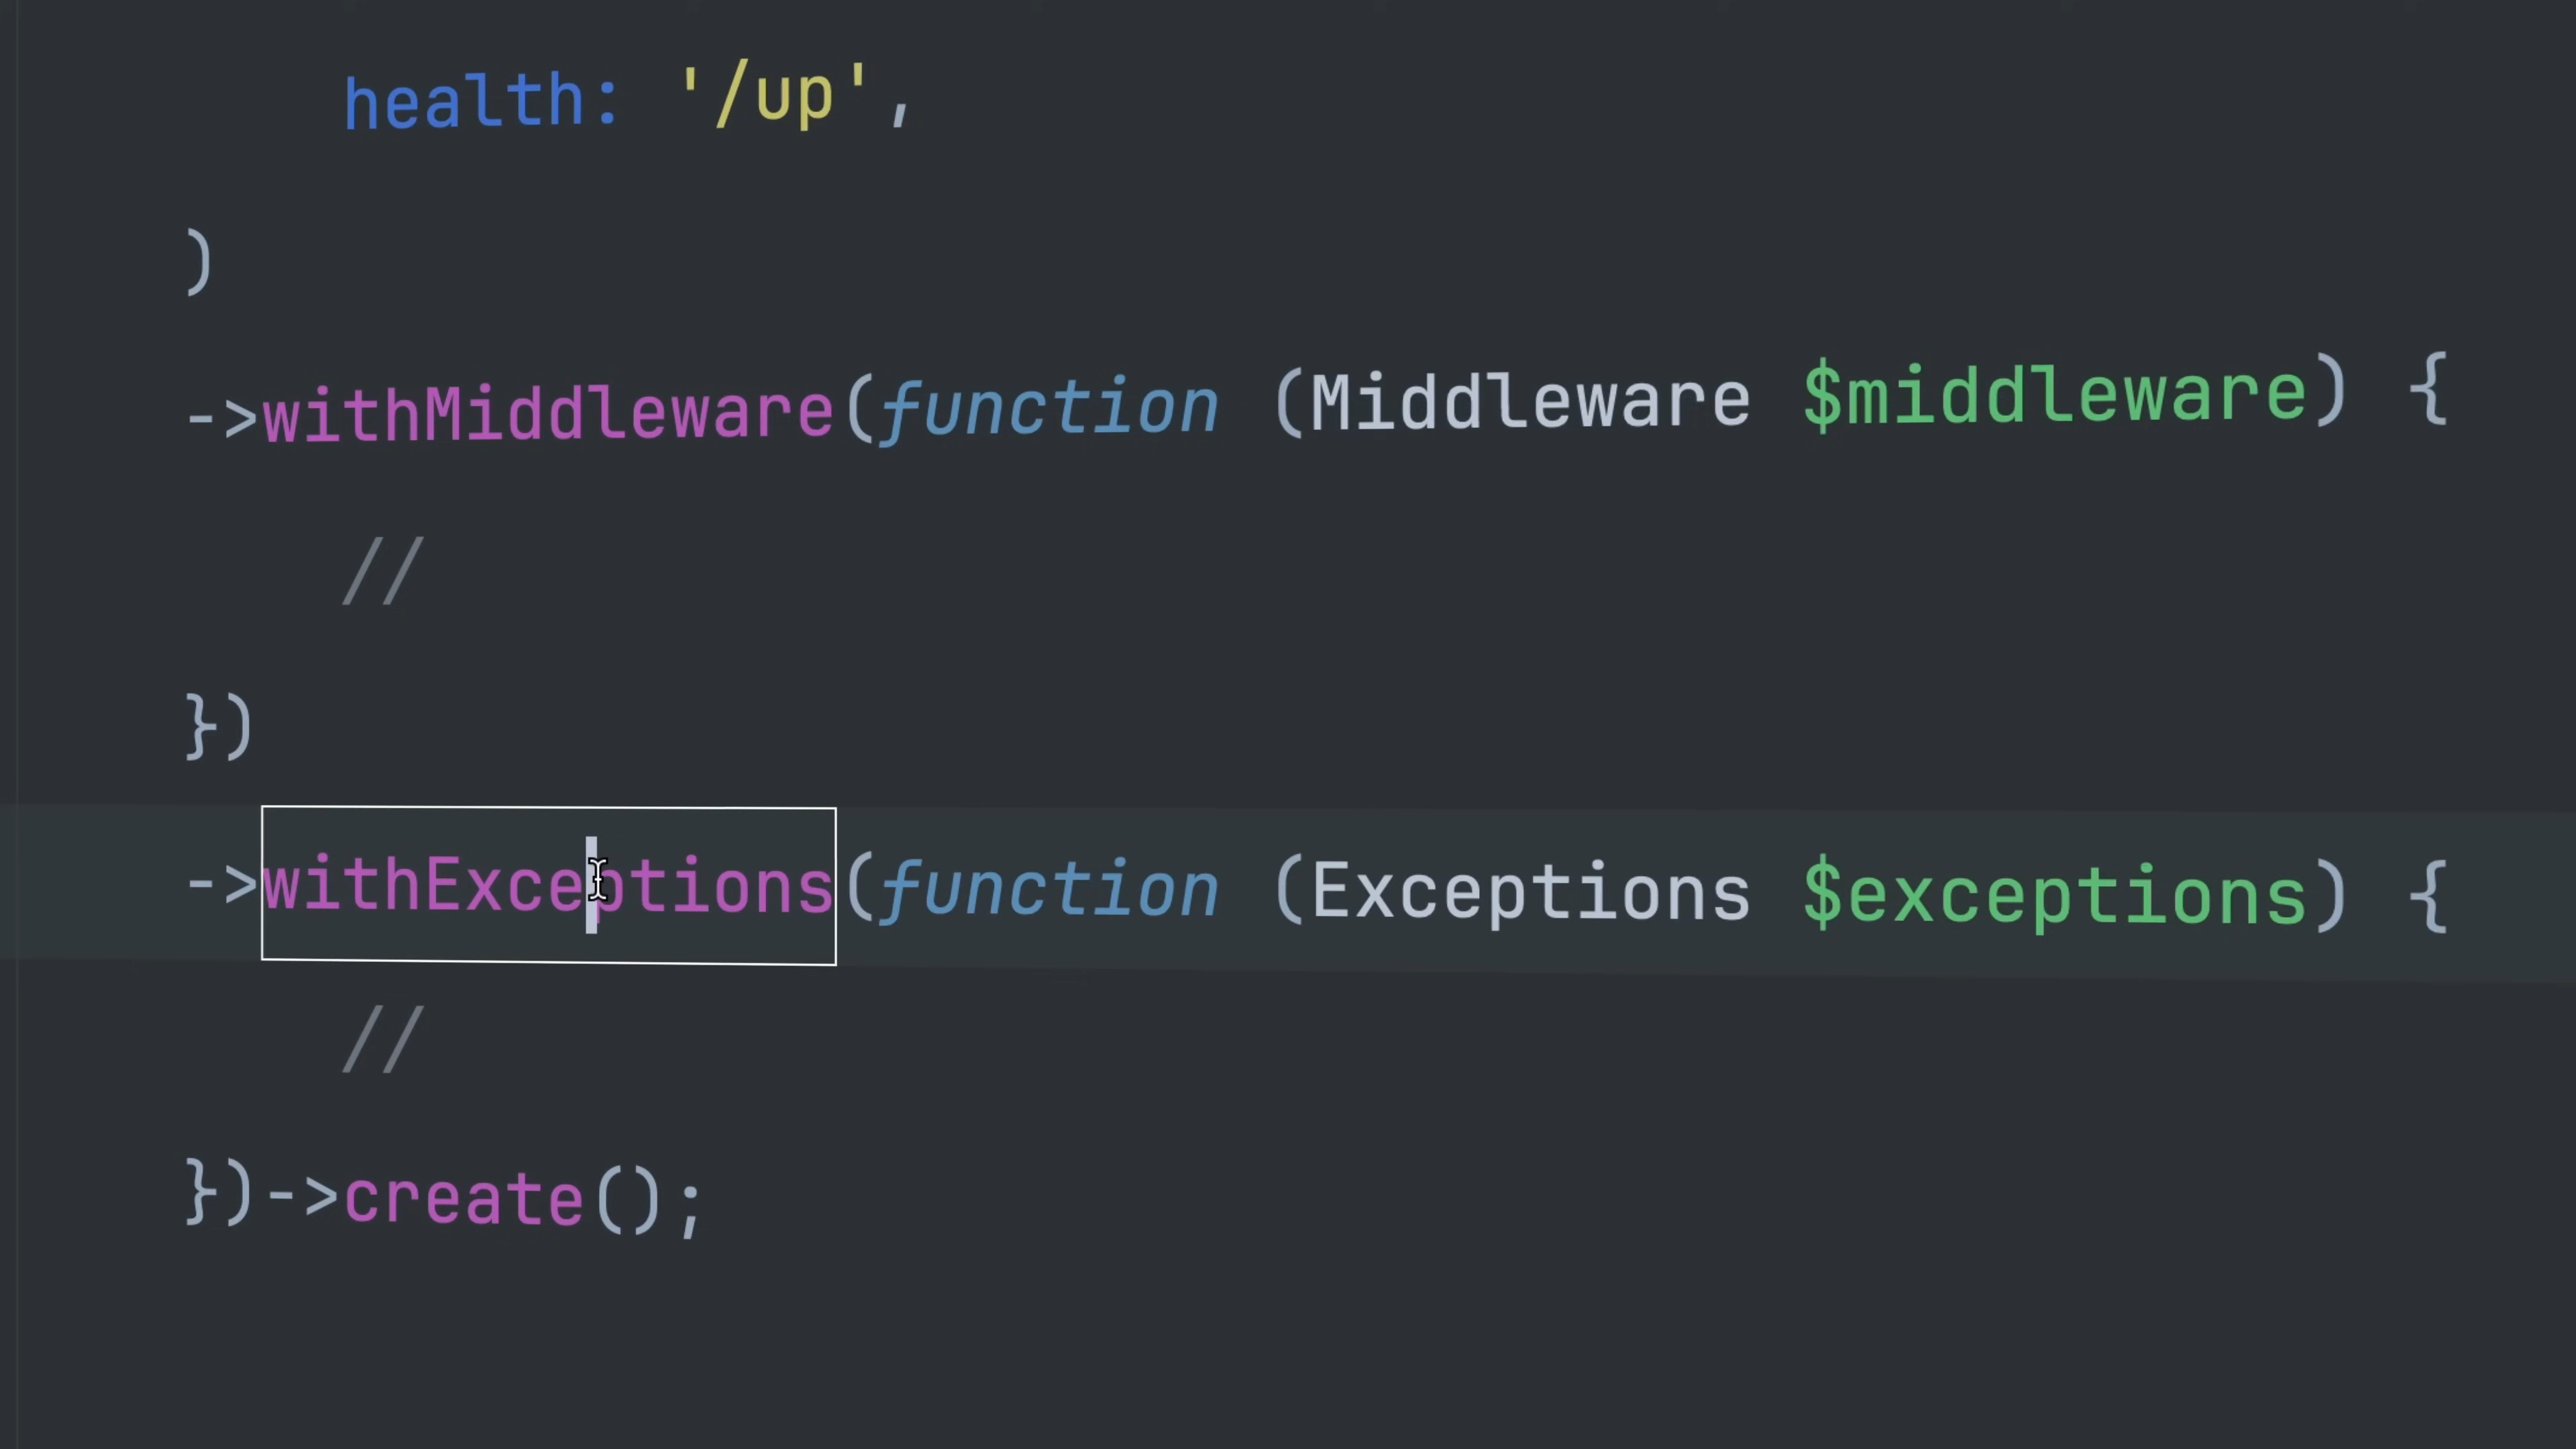 health: '/up',
)
->withMiddleware(function (Middleware $middleware) {
//
})
->withExceptions(function (Exceptions $exceptions) {
//
})->create();